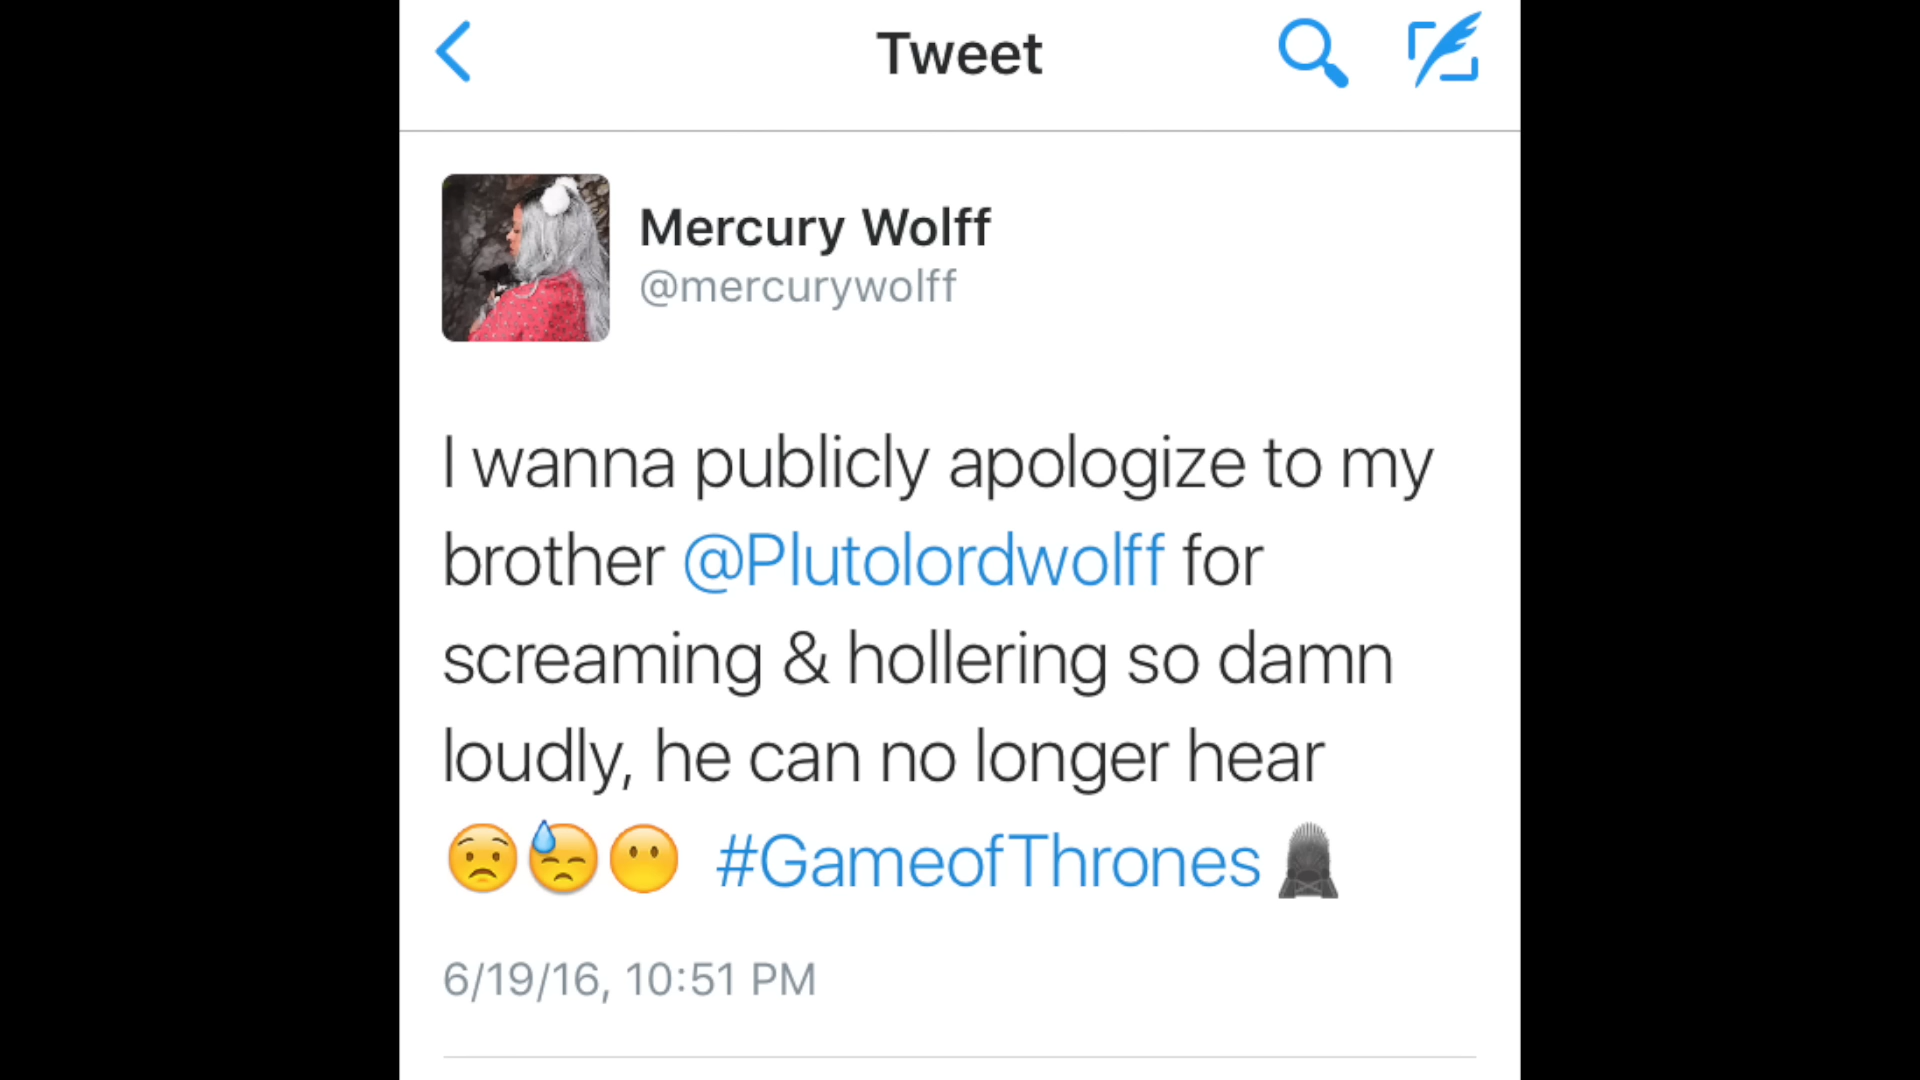 Tweet
Mercury Wolff
@mercurywolff
I wanna publicly apologize to my
brother @Plutolordwolff for
screaming & hollering so damn
loudly, he can no longer hear
😟😓😶 #GameofThrones
6/19/16, 10:51 PM